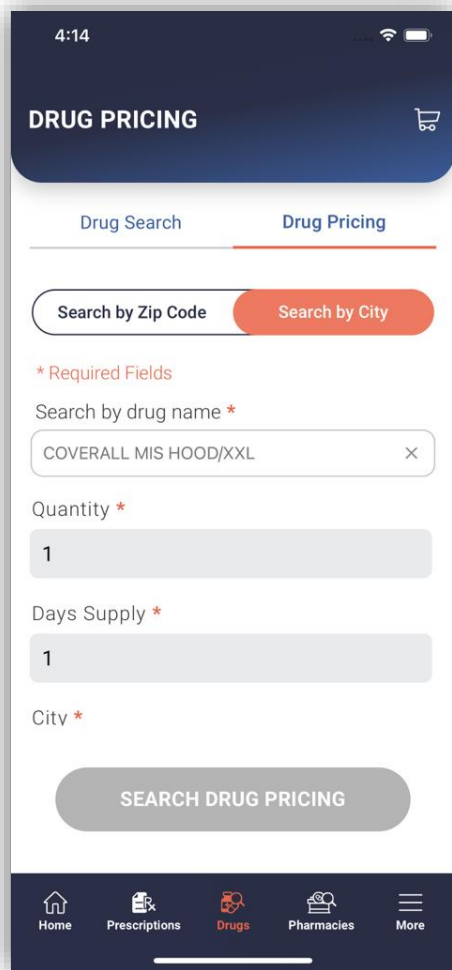 4:14
DRUG PRICING
Drug Search Drug Pricing
Search by Zip Code Search by City
* Required Fields
Search by drug name *
COVERALL MIS HOOD/XXL
Quantity *
1
Days Supply *
1
City *
SEARCH DRUG PRICING
Home Prescriptions Drugs Pharmacies More